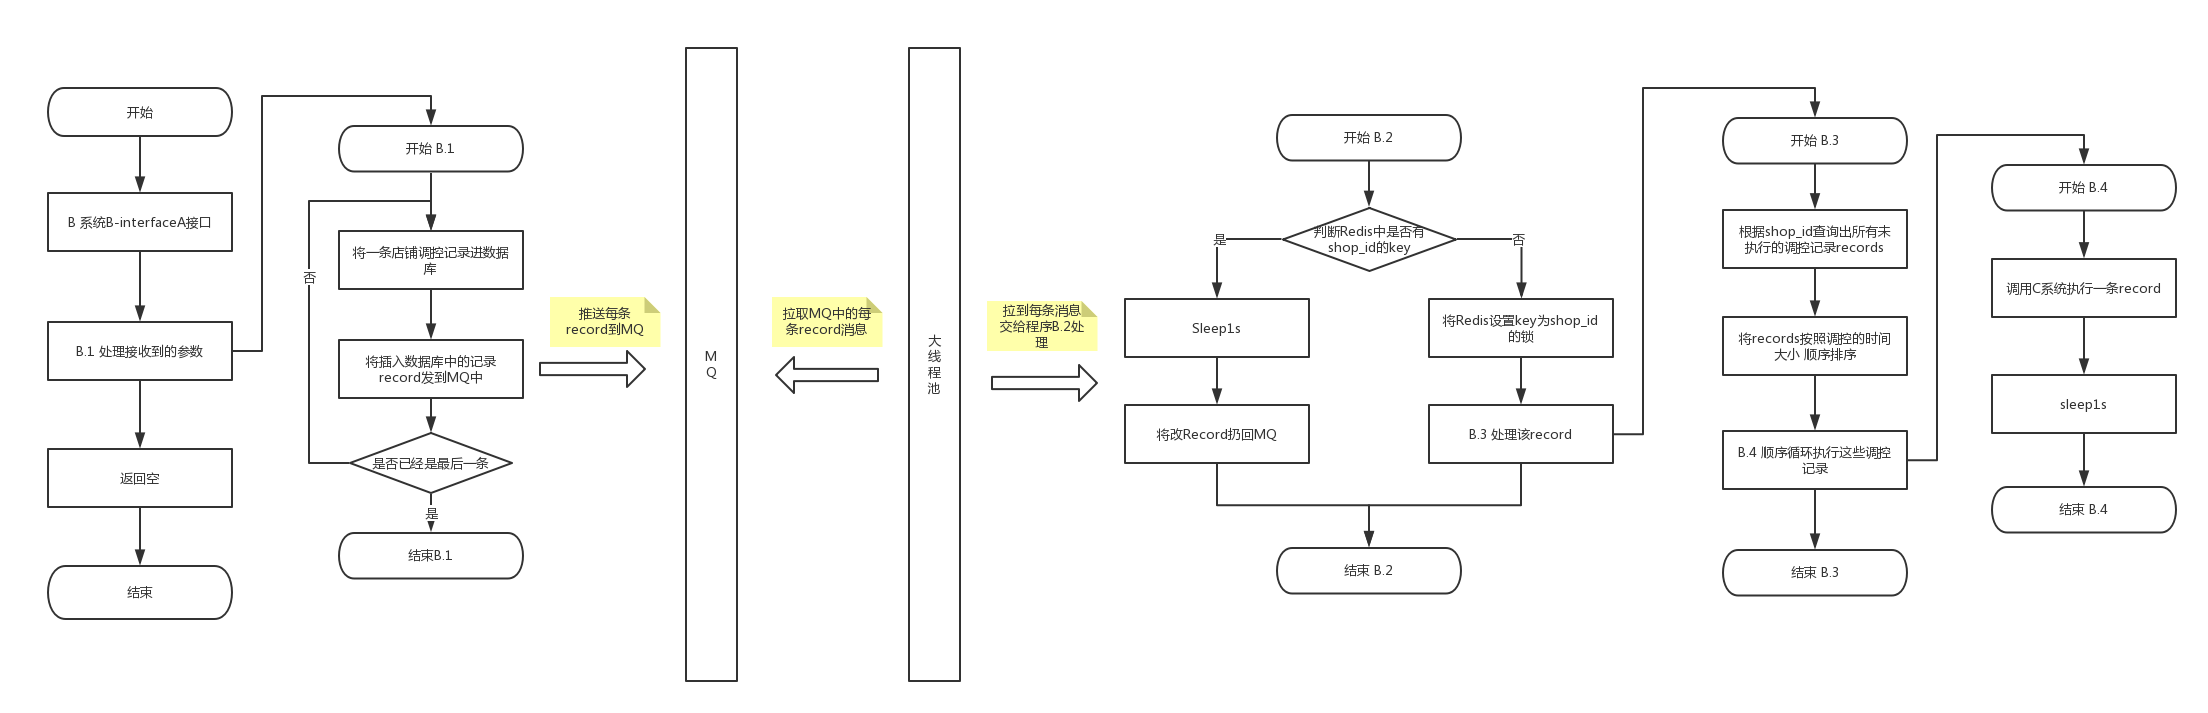 开始
B 系统B-interfaceA接口
B.1 处理接收到的参数
返回空
结束
开始 B.1
将一条店铺调控记录进数据
库
将插入数据库中的记录
record发到MQ中
是否已经是最后一条
否
是
结束B.1
推送每条
record到MQ
M
Q
拉取MQ中的每
条record消息
大
线
程
池
拉到每条消息
交给程序B.2处
理
开始 B.2
判断Redis中是否有
shop_id的key
是
否
Sleep1s
将改Record扔回MQ
将Redis设置key为shop_id
的锁
B.3 处理该record
结束 B.2
开始 B.3
根据shop_id查询出所有未
执行的调控记录records
将records按照调控的时间
大小 顺序排序
B.4 顺序循环执行这些调控
记录
结束 B.3
开始 B.4
调用C系统执行一条record
sleep1s
结束 B.4